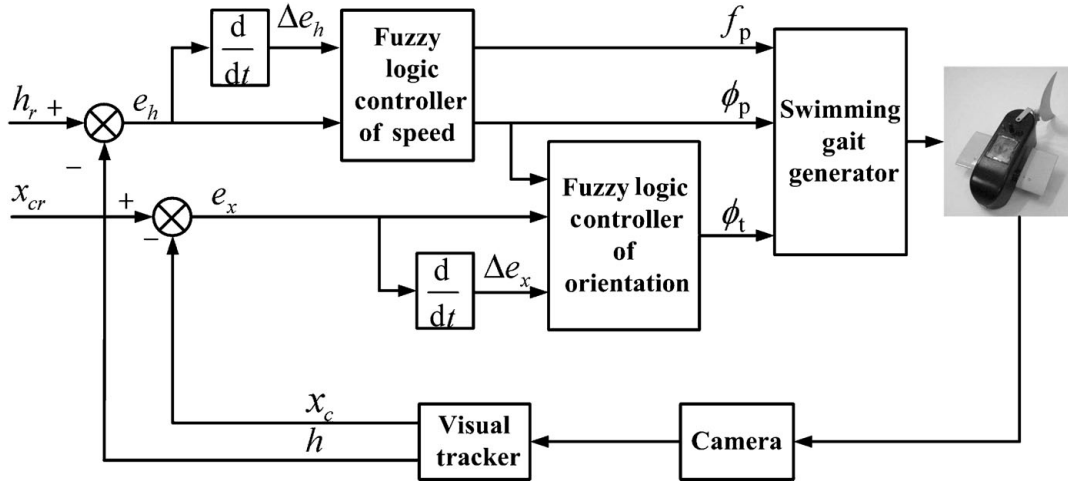 d
dt
Δe_h
Fuzzy
logic
controller
of speed
f_p
h_r +
e_h
ϕ_p
Swimming
gait
generator
−
x_cr
+
e_x
−
Fuzzy logic
controller
of
orientation
ϕ_t
d
dt
Δe_x
x_c
h
Visual
tracker
Camera